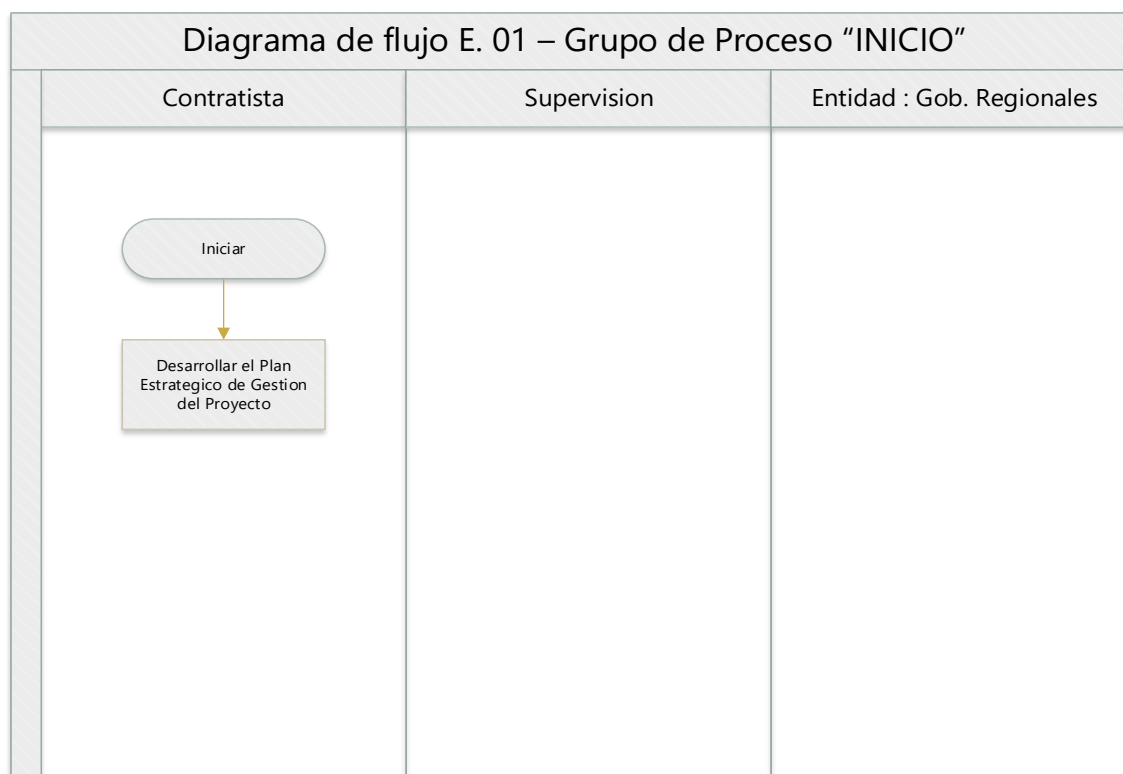 Diagrama de flujo E. 01 – Grupo de Proceso “INICIO”
Contratista
Supervision
Entidad : Gob. Regionales
Iniciar
Desarrollar el Plan
Estrategico de Gestion
del Proyecto